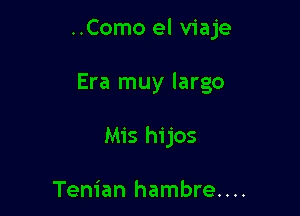 ..Como el viaje
Era muy largo
Mis hijos
Tenian hambre....